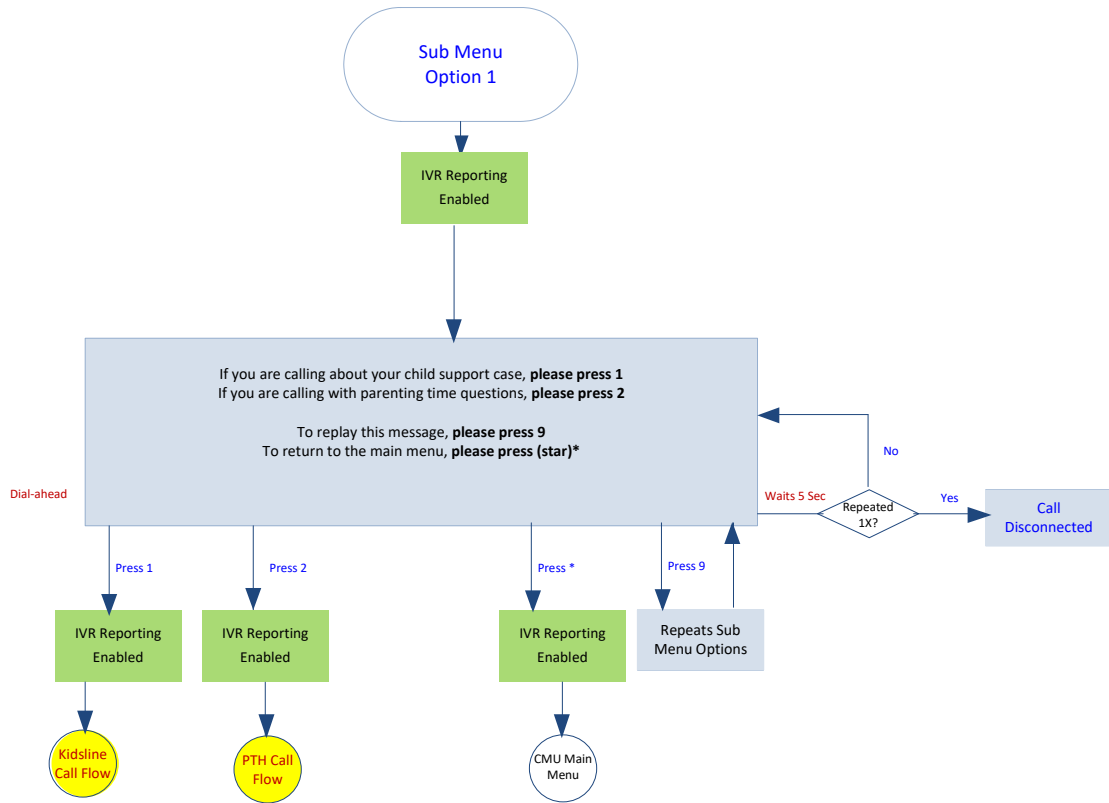 Sub Menu
Option 1
IVR Reporting
Enabled
If you are calling about your child support case, please press 1
If you are calling with parenting time questions, please press 2
To replay this message, please press 9
To return to the main menu, please press (star)*
Dial-ahead
No
Waits 5 Sec
Repeated
1X?
Yes
Call
Disconnected
Press 1
Press 2
Press *
Press 9
IVR Reporting
Enabled
IVR Reporting
Enabled
IVR Reporting
Enabled
Repeats Sub
Menu Options
Kidsline
Call Flow
PTH Call
Flow
CMU Main
Menu